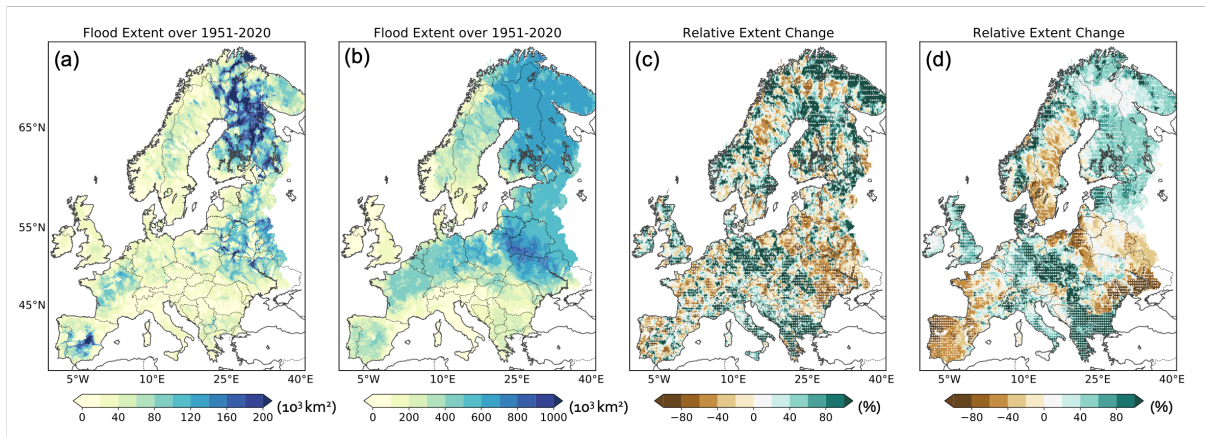 Flood Extent over 1951-2020
Flood Extent over 1951-2020
Relative Extent Change
Relative Extent Change
(a)
(b)
(c)
(d)
65°N
55°N
45°N
5°W 10°E 25°E 40°E
5°W 10°E 25°E 40°E
5°W 10°E 25°E 40°E
5°W 10°E 25°E 40°E
0 40 80 120 160 200 (10³ km²)
0 200 400 600 800 1000 (10³ km²)
−80 −40 0 40 80 (%)
−80 −40 0 40 80 (%)